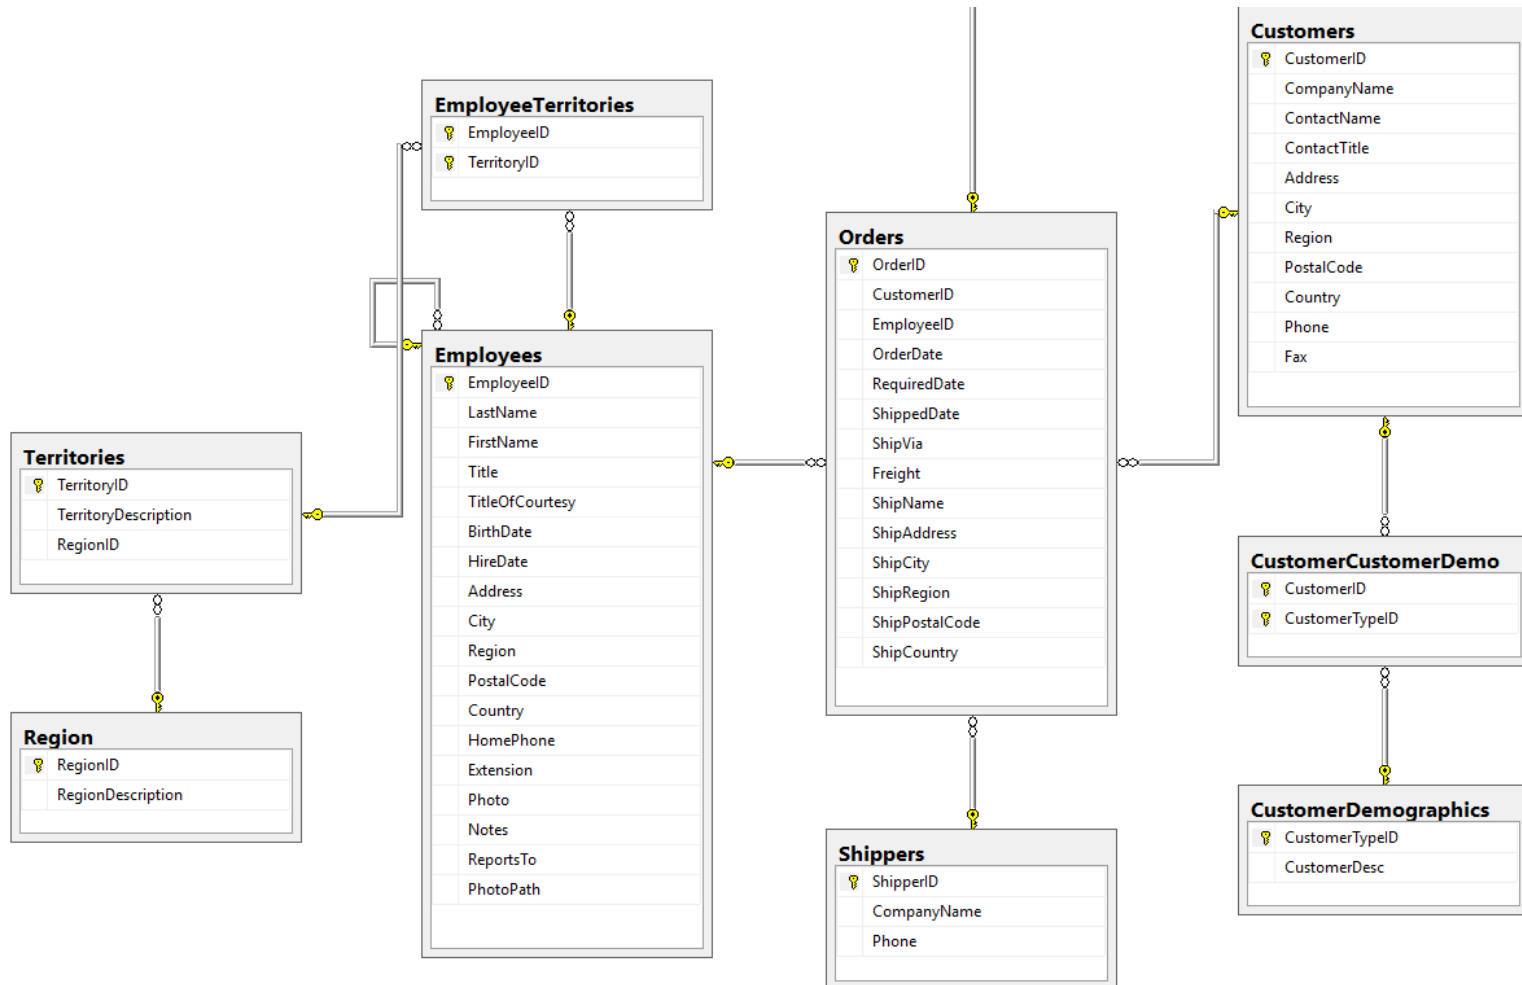 EmployeeTerritories
EmployeeID
TerritoryID
Employees
EmployeeID
LastName
FirstName
Title
TitleOfCourtesy
BirthDate
HireDate
Address
City
Region
PostalCode
Country
HomePhone
Extension
Photo
Notes
ReportsTo
PhotoPath
Territories
TerritoryID
TerritoryDescription
RegionID
Region
RegionID
RegionDescription
Orders
OrderID
CustomerID
EmployeeID
OrderDate
RequiredDate
ShippedDate
ShipVia
Freight
ShipName
ShipAddress
ShipCity
ShipRegion
ShipPostalCode
ShipCountry
Shippers
ShipperID
CompanyName
Phone
Customers
CustomerID
CompanyName
ContactName
ContactTitle
Address
City
Region
PostalCode
Country
Phone
Fax
CustomerCustomerDemo
CustomerID
CustomerTypeID
CustomerDemographics
CustomerTypeID
CustomerDesc